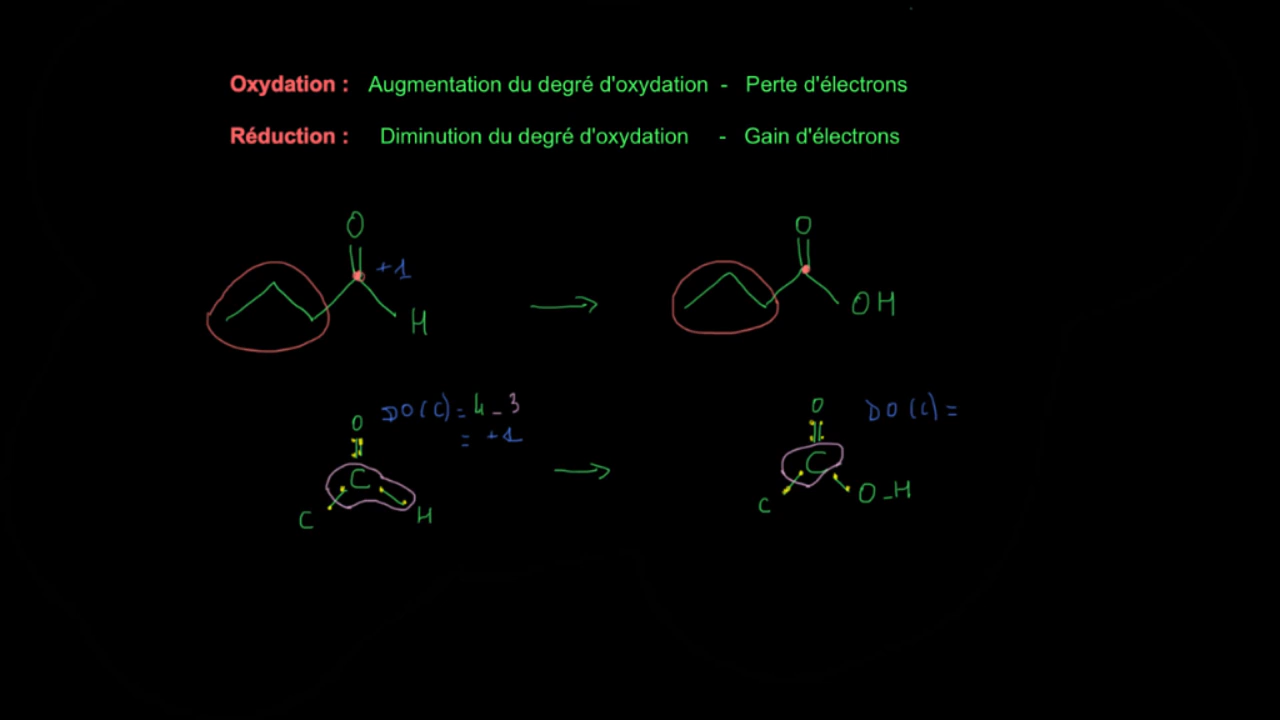 Oxydation : Augmentation du degré d'oxydation - Perte d'électrons
Réduction : Diminution du degré d'oxydation - Gain d'électrons
O
+1
H
O
OH
O
DO(C) = 4 - 3
= +1
C
C
H
O
DO(C) =
C
C
O-H